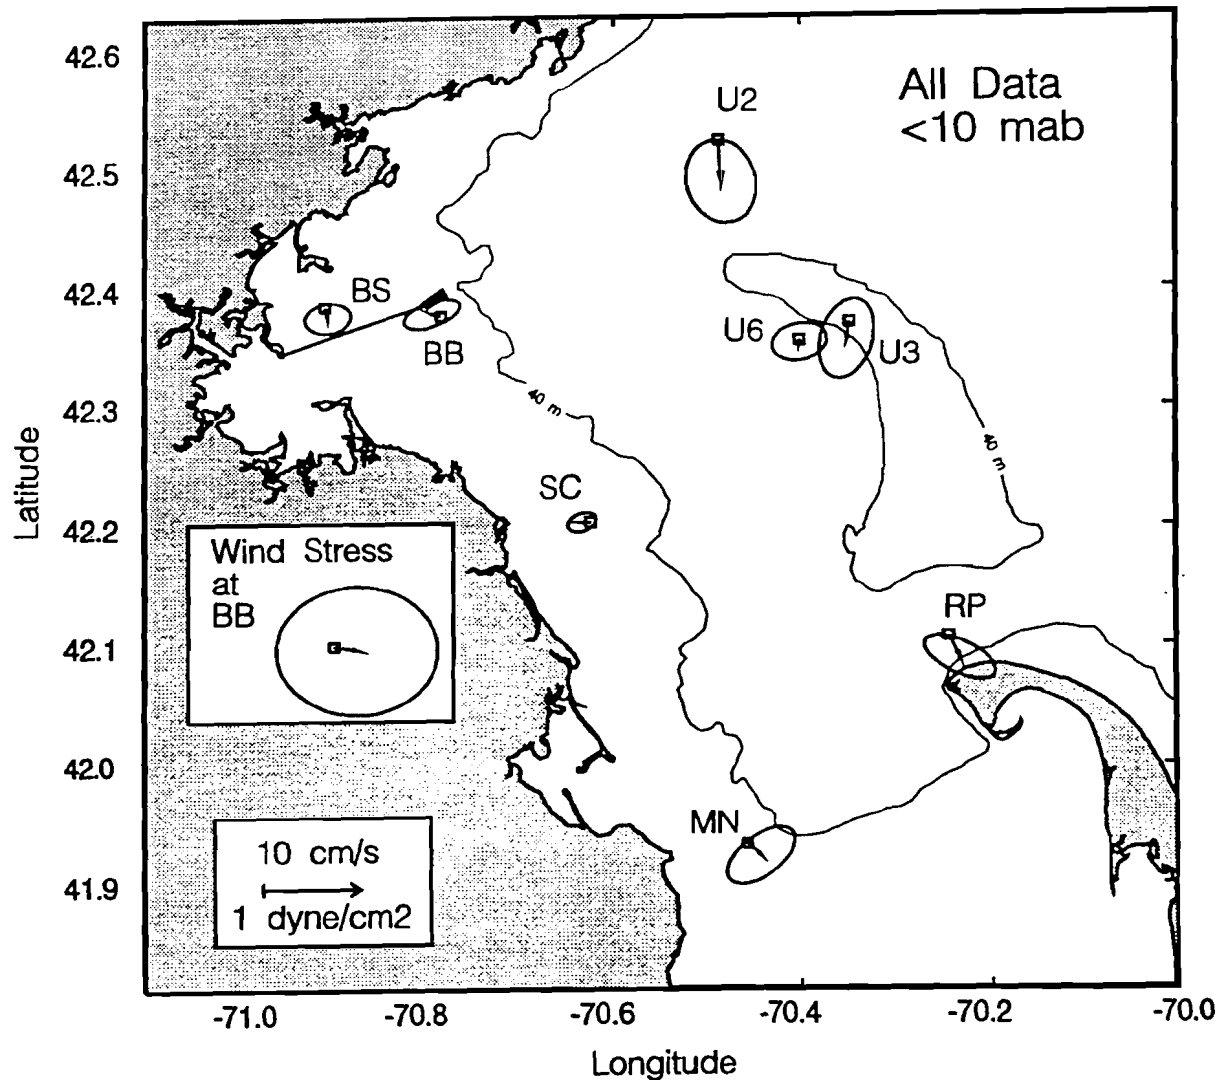 All Data
<10 mab
U2
BS
BB
U6
U3
40 m
40 m
SC
RP
MN
Wind Stress
at
BB
10 cm/s
1 dyne/cm2
42.6
42.5
42.4
42.3
42.2
42.1
42.0
41.9
Latitude
-71.0
-70.8
-70.6
-70.4
-70.2
-70.0
Longitude